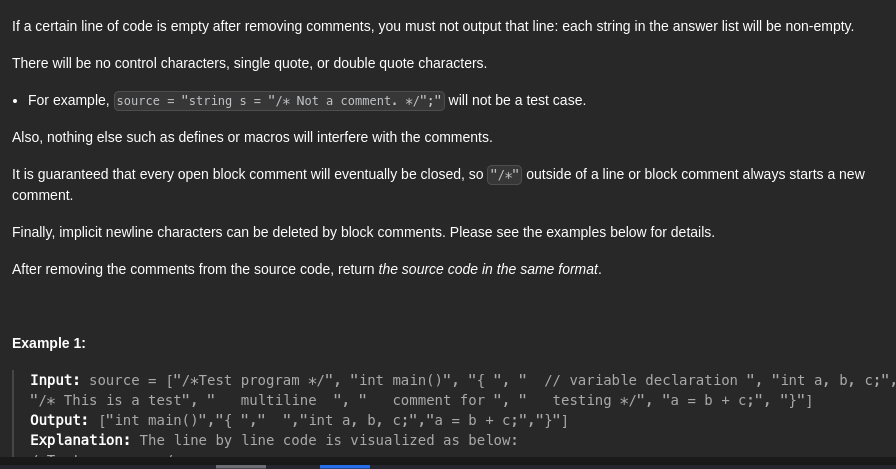 If a certain line of code is empty after removing comments, you must not output that line: each string in the answer list will be non-empty.
There will be no control characters, single quote, or double quote characters.
• For example, source = "string s = "/* Not a comment. */";" will not be a test case.
Also, nothing else such as defines or macros will interfere with the comments.
It is guaranteed that every open block comment will eventually be closed, so "/*" outside of a line or block comment always starts a new
comment.
Finally, implicit newline characters can be deleted by block comments. Please see the examples below for details.
After removing the comments from the source code, return the source code in the same format.
Example 1:
Input: source = ["/*Test program */", "int main()", "{ ", "  // variable declaration ", "int a, b, c;",
"/* This is a test", "   multiline  ", "   comment for ", "   testing */", "a = b + c;", "}"]
Output: ["int main()","{ ","  ","int a, b, c;","a = b + c;","}"]
Explanation: The line by line code is visualized as below: